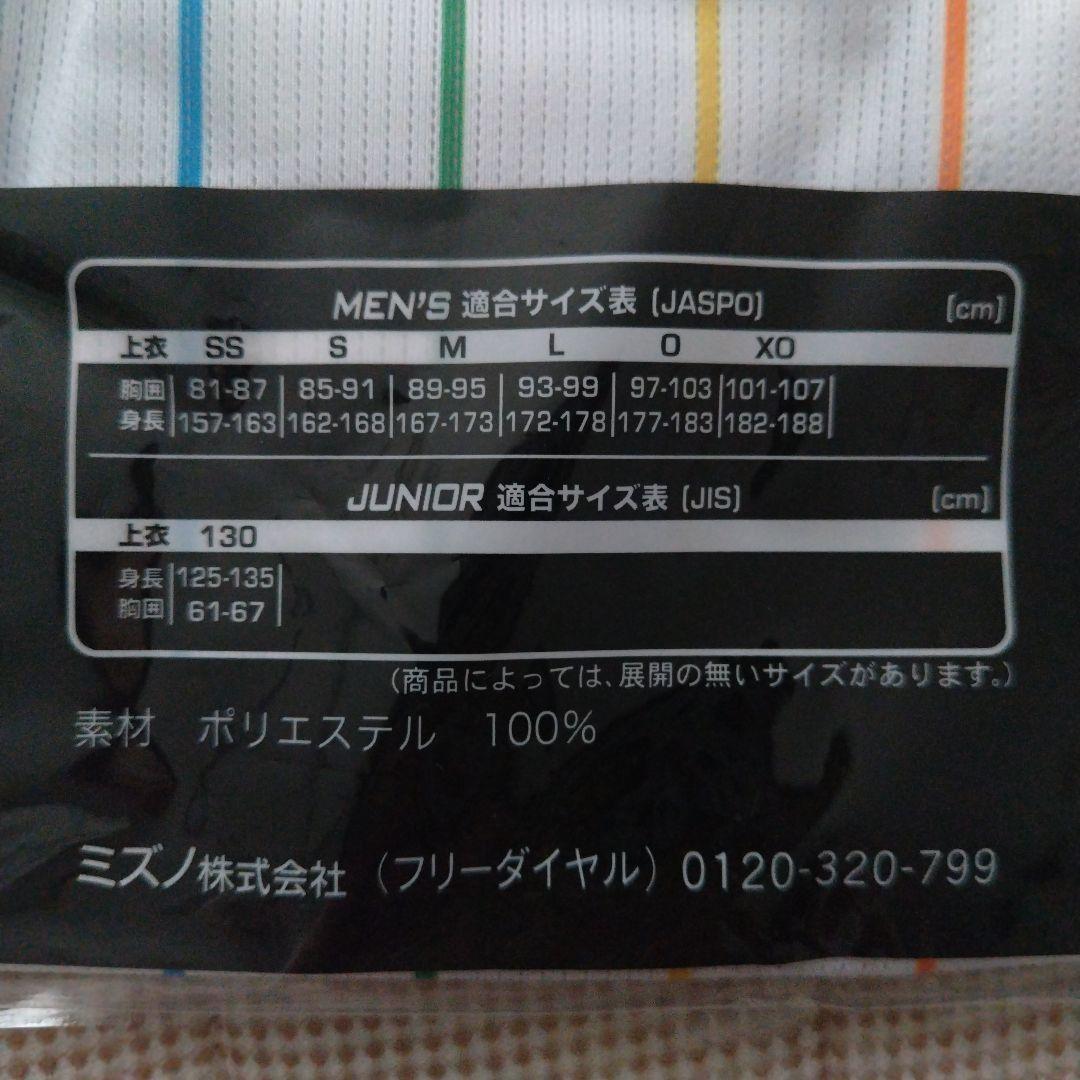 MEN'S 適合サイズ表 [JASPO] [cm]
上衣 SS S M L O XO
胸囲 81-87 85-91 89-95 93-99 97-103 101-107
身長 157-163 162-168 167-173 172-178 177-183 182-188
JUNIOR 適合サイズ表 [JIS] [cm]
上衣 130
身長 125-135
胸囲 61-67
(商品によっては、展開の無いサイズがあります。)
素材 ポリエステル 100%
ミズノ株式会社 (フリーダイヤル) 0120-320-799